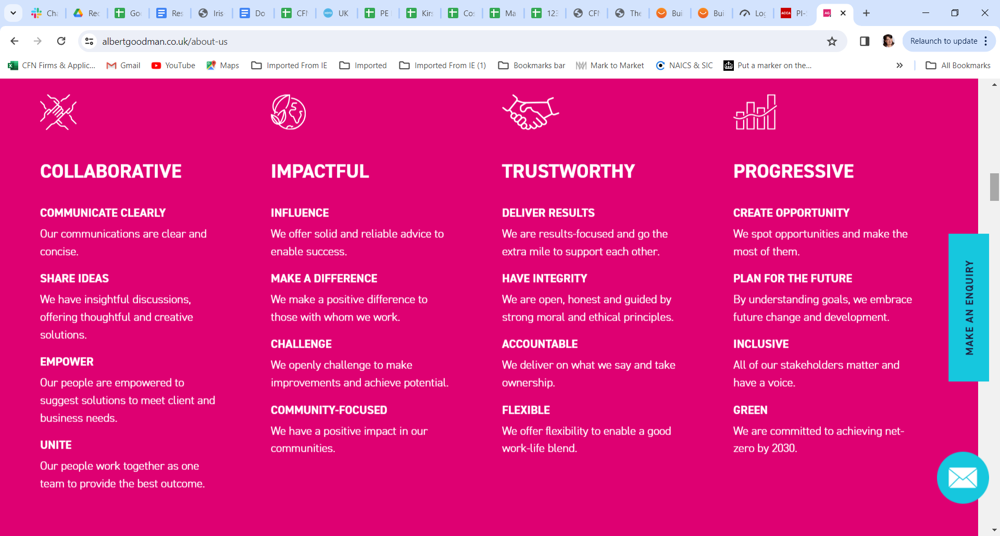 Rec
Res
Iris
Do
UK
PE
Kirs
Ma
123
The
Bui
Bui
ACCA
PI-
AG
albertgoodman.co.uk/about-us
Relaunch to update
CFN Firms & Applic...
Gmail
YouTube
Maps
Imported From IE
Imported
Imported From IE (1)
Bookmarks bar
Mark to Market
NAICS & SIC
Put a marker on the...
All Bookmarks
COLLABORATIVE
COMMUNICATE CLEARLY
Our communications are clear and
concise.
SHARE IDEAS
We have insightful discussions,
offering thoughtful and creative
solutions.
EMPOWER
Our people are empowered to
suggest solutions to meet client and
business needs.
UNITE
Our people work together as one
team to provide the best outcome.
IMPACTFUL
INFLUENCE
We offer solid and reliable advice to
enable success.
MAKE A DIFFERENCE
We make a positive difference to
those with whom we work.
CHALLENGE
We openly challenge to make
improvements and achieve potential.
COMMUNITY-FOCUSED
We have a positive impact in our
communities.
TRUSTWORTHY
DELIVER RESULTS
We are results-focused and go the
extra mile to support each other.
HAVE INTEGRITY
We are open, honest and guided by
strong moral and ethical principles.
ACCOUNTABLE
We deliver on what we say and take
ownership.
FLEXIBLE
We offer flexibility to enable a good
work-life blend.
PROGRESSIVE
CREATE OPPORTUNITY
We spot opportunities and make the
most of them.
PLAN FOR THE FUTURE
By understanding goals, we embrace
future change and development.
INCLUSIVE
All of our stakeholders matter and
have a voice.
GREEN
We are committed to achieving net-
zero by 2030.
MAKE AN ENQUIRY